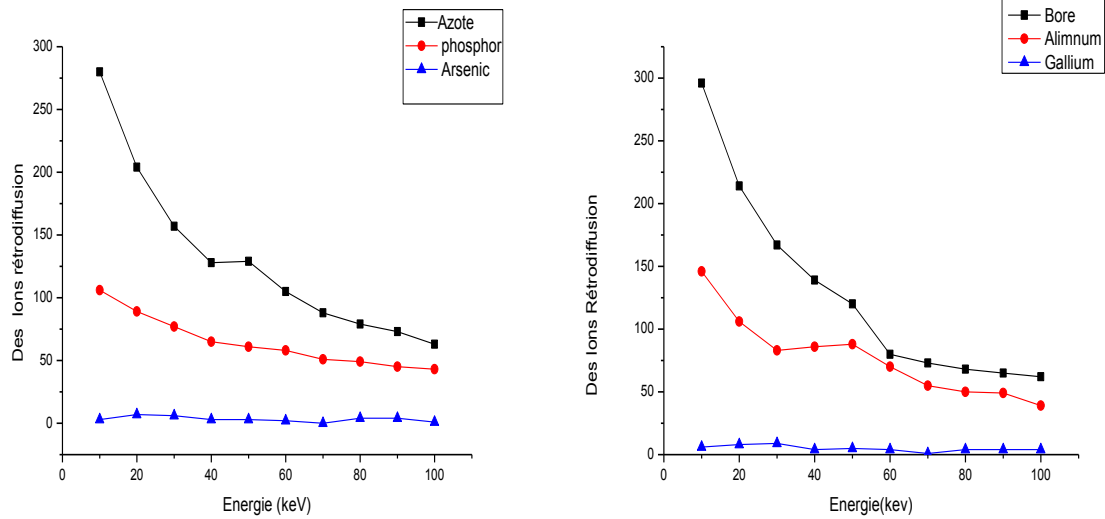 Azote
phosphor
Arsenic
Des Ions rétrodiffusion
300
250
200
150
100
50
0
0 20 40 60 80 100
Energie (keV)
Bore
Alimnum
Gallium
Des Ions Rétrodiffusion
300
250
200
150
100
50
0
0 20 40 60 80 100
Energie(kev)